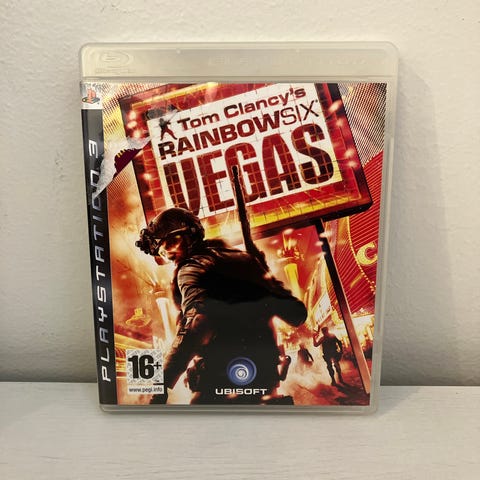 PLAYSTATION 3
Tom Clancy's
RAINBOWSIX
VEGAS
16+
www.pegi.info
UBISOFT